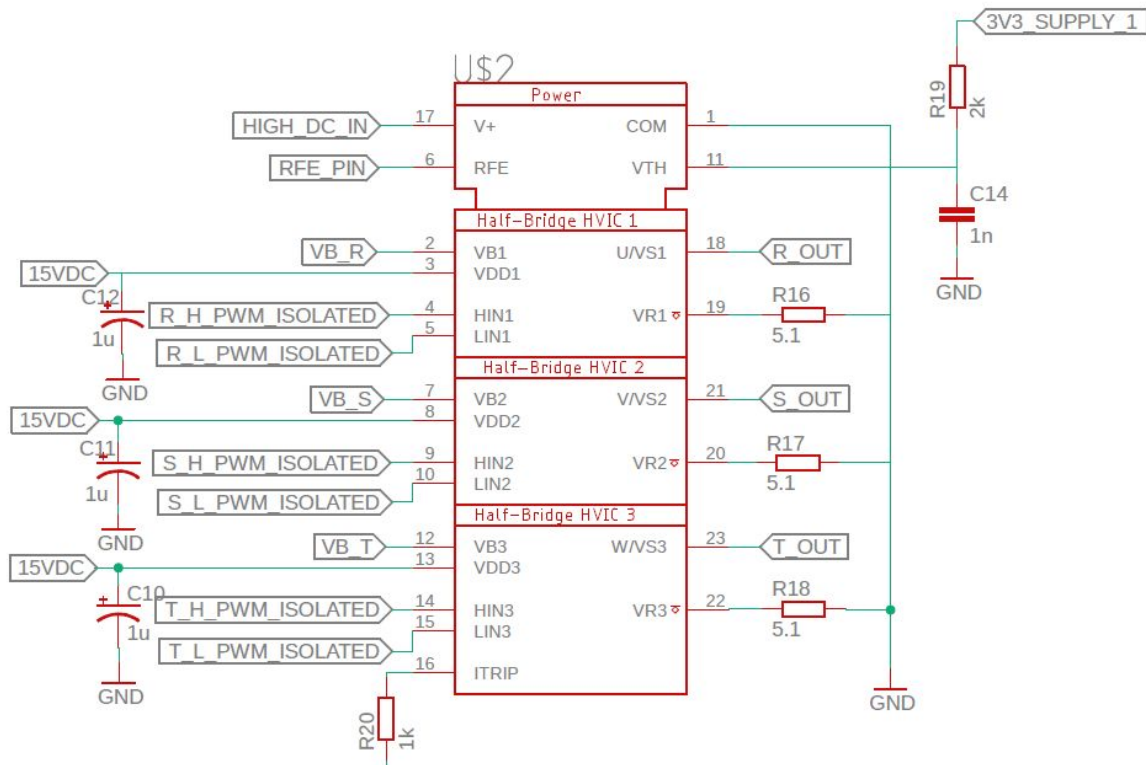 3V3_SUPPLY_1
U$2
Power
R19
2k
HIGH_DC_IN
17
V+
COM
1
RFE_PIN
6
RFE
VTH
11
C14
1n
GND
Half-Bridge HVIC 1
VB_R
2
VB1
U/VS1
18
R_OUT
15VDC
3
VDD1
C12
1u
R_H_PWM_ISOLATED
4
HIN1
VR1
19
R16
5.1
R_L_PWM_ISOLATED
5
LIN1
GND
Half-Bridge HVIC 2
VB_S
7
VB2
V/VS2
21
S_OUT
15VDC
8
VDD2
C11
1u
S_H_PWM_ISOLATED
9
HIN2
VR2
20
R17
5.1
S_L_PWM_ISOLATED
10
LIN2
GND
Half-Bridge HVIC 3
VB_T
12
VB3
W/VS3
23
T_OUT
15VDC
13
VDD3
C10
1u
T_H_PWM_ISOLATED
14
HIN3
VR3
22
R18
5.1
T_L_PWM_ISOLATED
15
LIN3
16
ITRIP
GND
GND
R20
1k